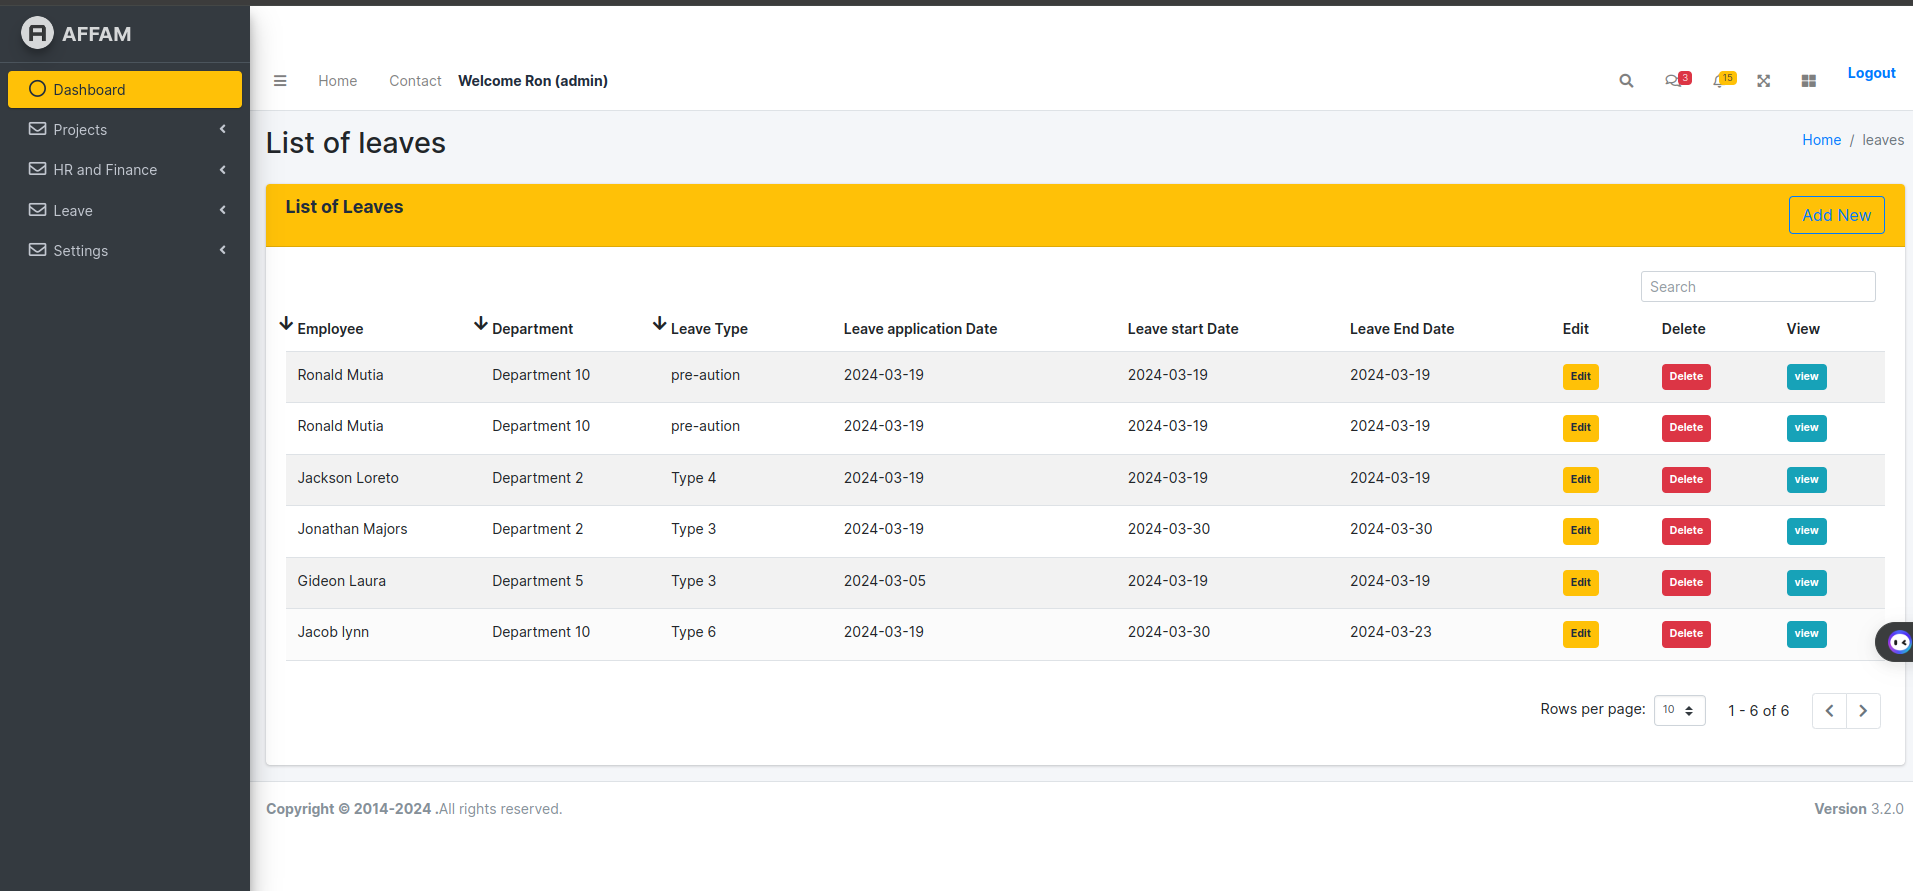 AFFAM
Dashboard
Projects
HR and Finance
Leave
Settings
Home Contact Welcome Ron (admin) 3 15 Logout
List of leaves
Home / leaves
List of Leaves
Add New
Search
Employee Department Leave Type Leave application Date Leave start Date Leave End Date Edit Delete View
Ronald Mutia Department 10 pre-aution 2024-03-19 2024-03-19 2024-03-19 Edit Delete view
Ronald Mutia Department 10 pre-aution 2024-03-19 2024-03-19 2024-03-19 Edit Delete view
Jackson Loreto Department 2 Type 4 2024-03-19 2024-03-19 2024-03-19 Edit Delete view
Jonathan Majors Department 2 Type 3 2024-03-19 2024-03-30 2024-03-30 Edit Delete view
Gideon Laura Department 5 Type 3 2024-03-05 2024-03-19 2024-03-19 Edit Delete view
Jacob lynn Department 10 Type 6 2024-03-19 2024-03-30 2024-03-23 Edit Delete view
Rows per page: 10 1 - 6 of 6
Copyright © 2014-2024 .All rights reserved.
Version 3.2.0